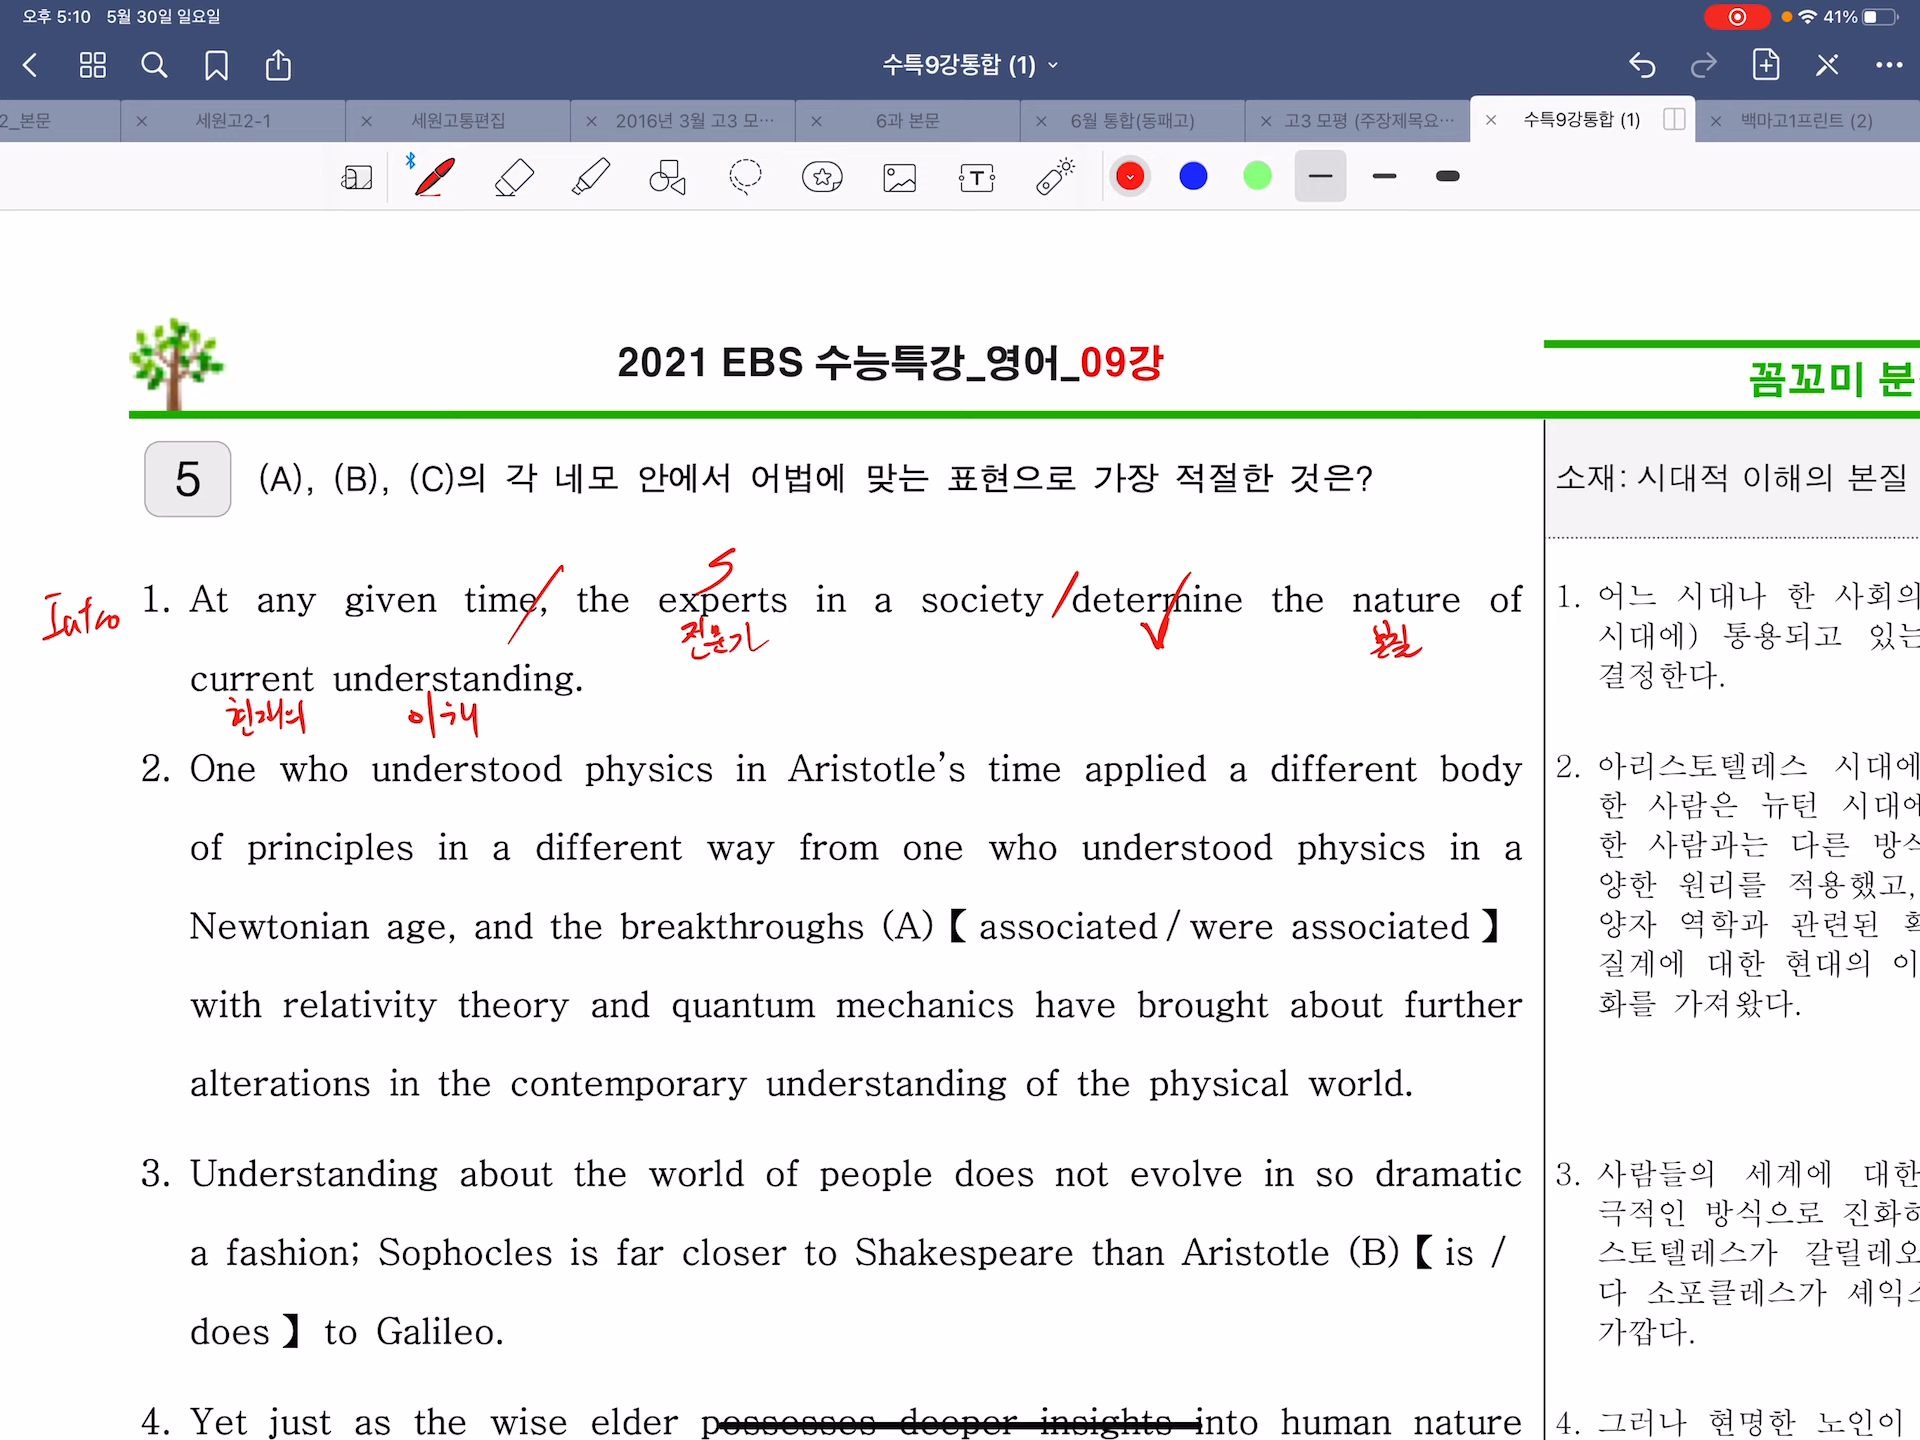 오후 5:10 5월 30일 일요일
41%
수특9강통합 (1)
2_본문
세원고2-1
세원고통편집
2016년 3월 고3 모…
6과 본문
6월 통합(동패고)
고3 모평 (주장제목요…
수특9강통합 (1)
백마고1프린트 (2)
2021 EBS 수능특강_영어_09강
꼼꼬미 분
5 (A), (B), (C)의 각 네모 안에서 어법에 맞는 표현으로 가장 적절한 것은?
소재: 시대적 이해의 본질
S
Intro
1. At any given time, the experts in a society determine the nature of
전문가
본질
current understanding.
현재의
이해
2. One who understood physics in Aristotle's time applied a different body
of principles in a different way from one who understood physics in a
Newtonian age, and the breakthroughs (A)【 associated / were associated 】
with relativity theory and quantum mechanics have brought about further
alterations in the contemporary understanding of the physical world.
3. Understanding about the world of people does not evolve in so dramatic
a fashion; Sophocles is far closer to Shakespeare than Aristotle (B)【 is /
does 】 to Galileo.
4. Yet just as the wise elder possesses deeper insights into human nature
1. 어느 시대나 한 사회의
시대에) 통용되고 있는
결정한다.
2. 아리스토텔레스 시대에
한 사람은 뉴턴 시대에
한 사람과는 다른 방식
양한 원리를 적용했고,
양자 역학과 관련된
질계에 대한 현대의 이
화를 가져왔다.
3. 사람들의 세계에 대한
극적인 방식으로 진화하
스토텔레스가 갈릴레오
다 소포클레스가 셰익스
가깝다.
4. 그러나 현명한 노인이